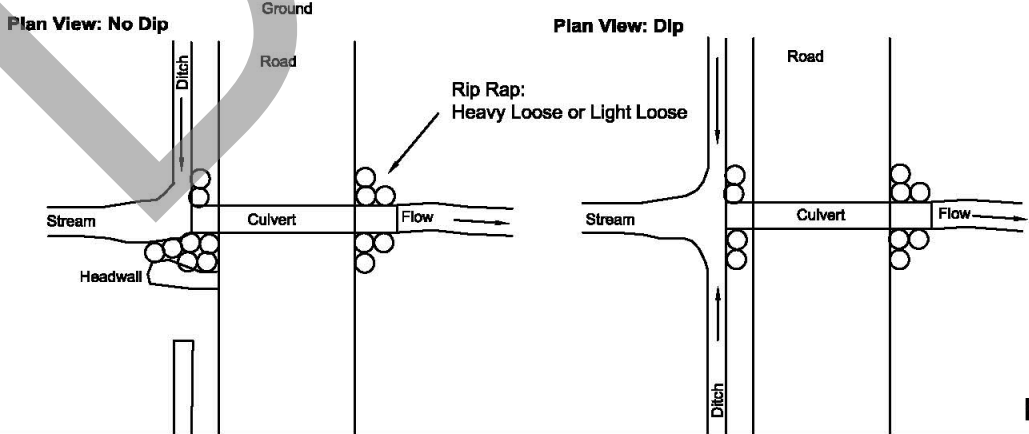 Ground
Plan View: No Dip
Road
Ditch
Rip Rap:
Heavy Loose or Light Loose
Stream
Culvert
Flow
Headwall
Plan View: Dip
Road
Stream
Culvert
Flow
Ditch